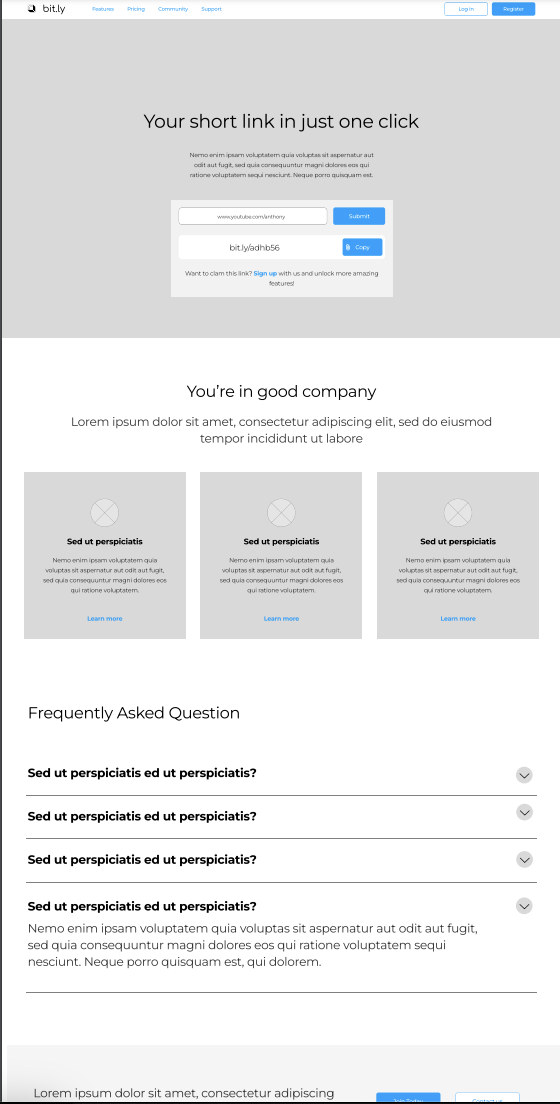 bit.ly Features Pricing Community Support Log in Register
Your short link in just one click
Nemo enim ipsam voluptatem quia voluptas sit aspernatur aut
odit aut fugit, sed quia consequuntur magni dolores eos qui
ratione voluptatem sequi nesciunt. Neque porro quisquam est.
www.youtube.com/anthony Submit
bit.ly/adhb56 Copy
Want to clam this link? Sign up with us and unlock more amazing
features!
You’re in good company
Lorem ipsum dolor sit amet, consectetur adipiscing elit, sed do eiusmod
tempor incididunt ut labore
Sed ut perspiciatis
Nemo enim ipsam voluptatem quia
voluptas sit aspernatur aut odit aut fugit,
sed quia consequuntur magni dolores eos
qui ratione voluptatem.
Learn more
Sed ut perspiciatis
Nemo enim ipsam voluptatem quia
voluptas sit aspernatur aut odit aut fugit,
sed quia consequuntur magni dolores eos
qui ratione voluptatem.
Learn more
Sed ut perspiciatis
Nemo enim ipsam voluptatem quia
voluptas sit aspernatur aut odit aut fugit,
sed quia consequuntur magni dolores eos
qui ratione voluptatem.
Learn more
Frequently Asked Question
Sed ut perspiciatis ed ut perspiciatis?
Sed ut perspiciatis ed ut perspiciatis?
Sed ut perspiciatis ed ut perspiciatis?
Sed ut perspiciatis ed ut perspiciatis?
Nemo enim ipsam voluptatem quia voluptas sit aspernatur aut odit aut fugit,
sed quia consequuntur magni dolores eos qui ratione voluptatem sequi
nesciunt. Neque porro quisquam est, qui dolorem.
Lorem ipsum dolor sit amet, consectetur adipiscing
Join Today Contact us